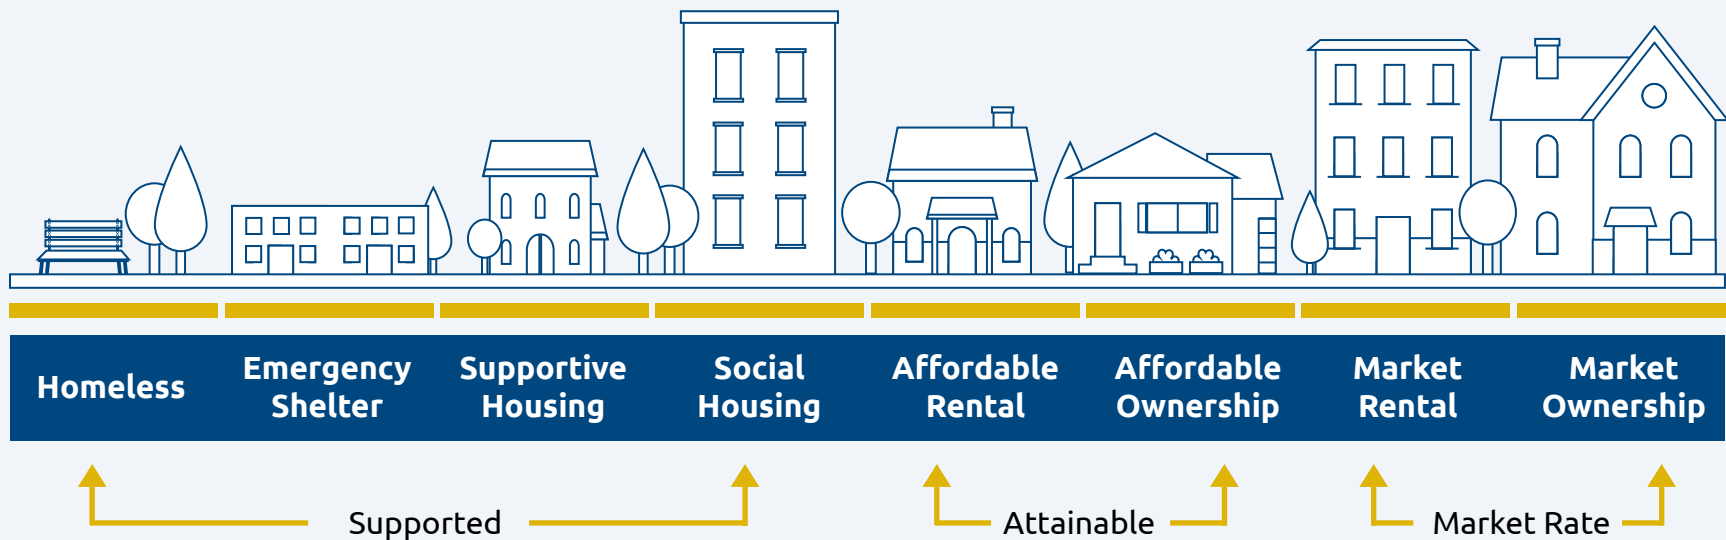 Homeless
Emergency
Shelter
Supportive
Housing
Social
Housing
Affordable
Rental
Affordable
Ownership
Market
Rental
Market
Ownership
Supported
Attainable
Market Rate